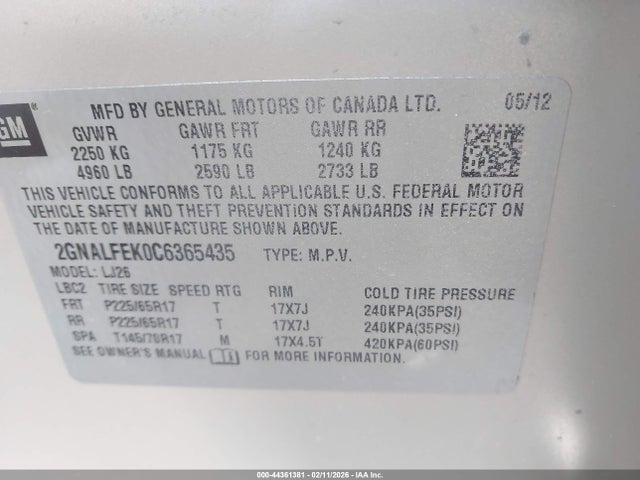 GM
MFD BY GENERAL MOTORS OF CANADA LTD. 05/12
GVWR GAWR FRT GAWR RR
2250 KG 1175 KG 1240 KG
4960 LB 2590 LB 2733 LB
THIS VEHICLE CONFORMS TO ALL APPLICABLE U.S. FEDERAL MOTOR
VEHICLE SAFETY AND THEFT PREVENTION STANDARDS IN EFFECT ON
THE DATE OF MANUFACTURE SHOWN ABOVE.
2GNALFEK0C6365435 TYPE: M.P.V.
MODEL: LJ26
LBC2 TIRE SIZE SPEED RTG RIM COLD TIRE PRESSURE
FRT P225/65R17 T 17X7J 240KPA(35PSI)
RR P225/65R17 T 17X7J 240KPA(35PSI)
SPA T145/70R17 M 17X4.5T 420KPA(60PSI)
SEE OWNER'S MANUAL FOR MORE INFORMATION.
000-44361381 - 02/11/2026 - IAA Inc.